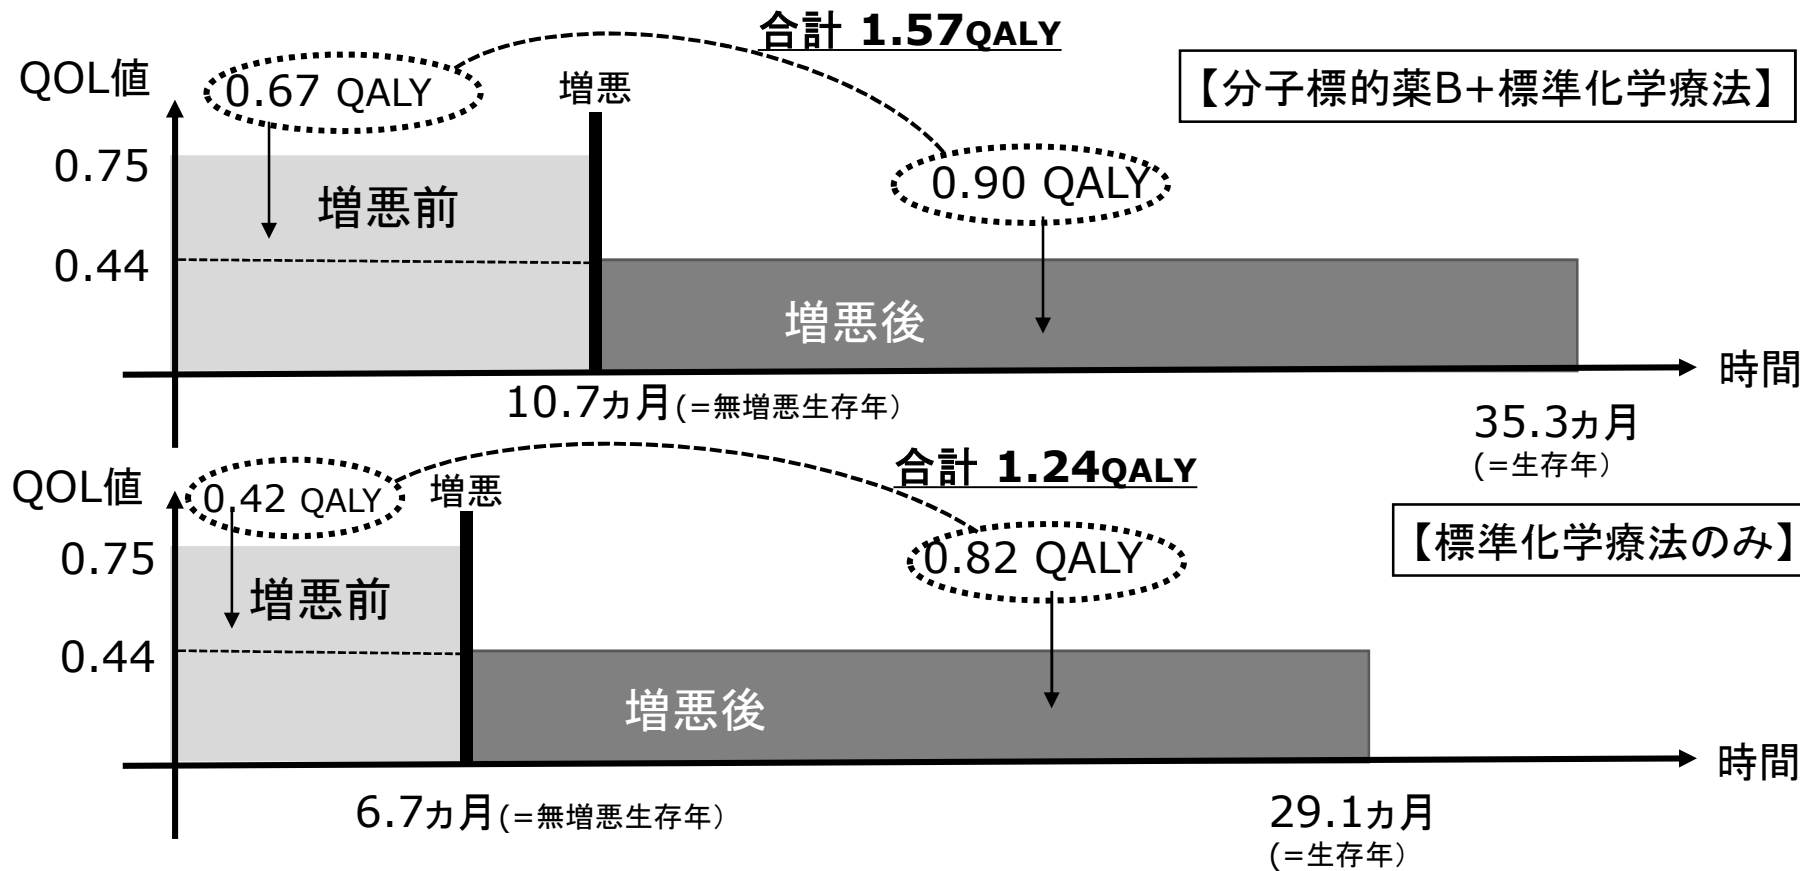 合計 1.57QALY
QOL値
0.67 QALY
増悪
【分子標的薬B+標準化学療法】
0.75
増悪前
0.90 QALY
0.44
増悪後
時間
10.7ヵ月(=無増悪生存年)
35.3ヵ月
(=生存年)
合計 1.24QALY
QOL値
0.42 QALY
増悪
【標準化学療法のみ】
0.75
増悪前
0.82 QALY
0.44
増悪後
時間
6.7ヵ月(=無増悪生存年)
29.1ヵ月
(=生存年)